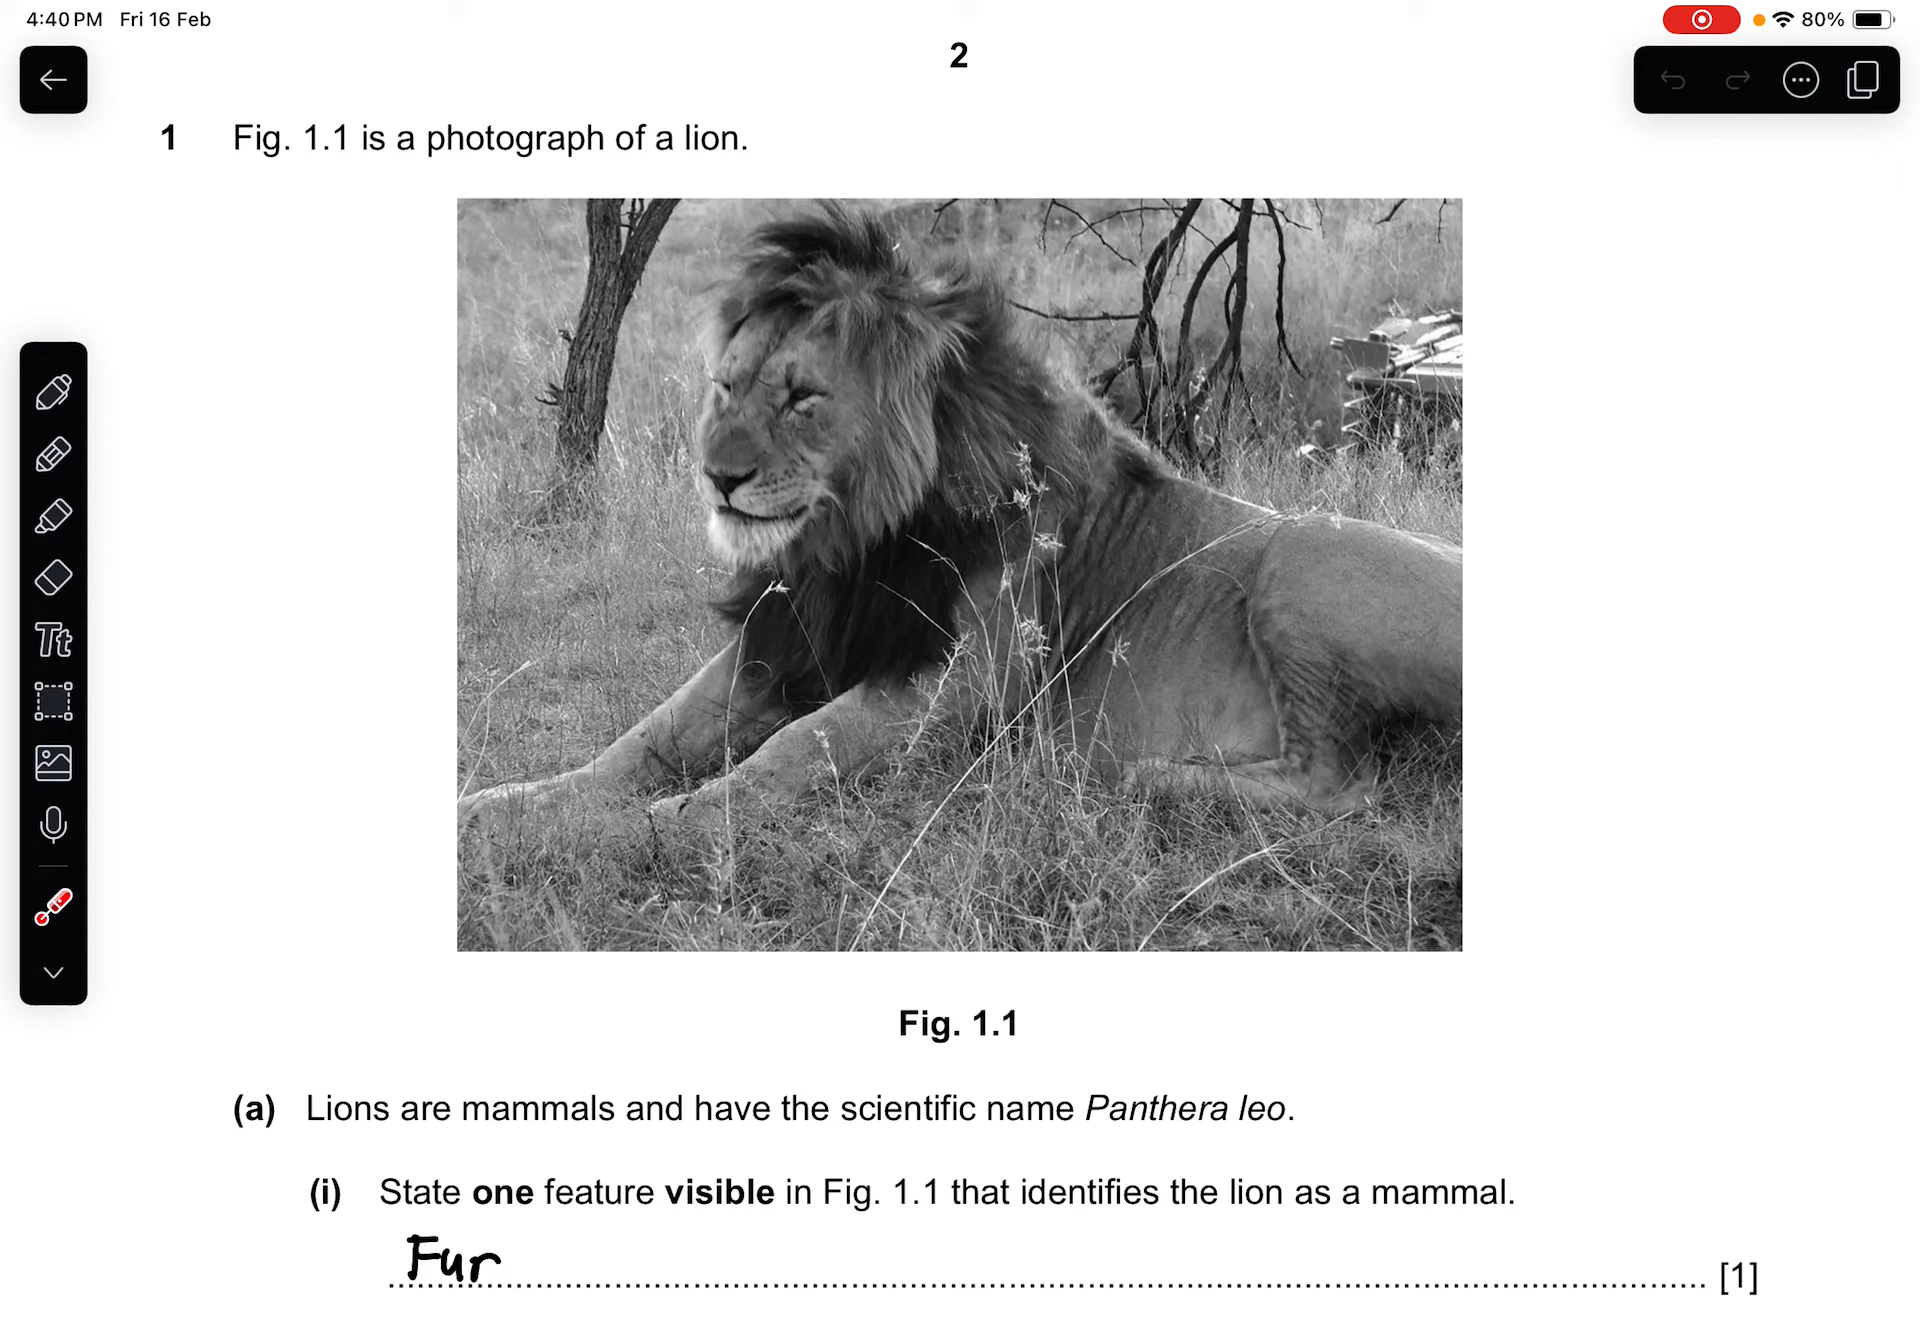 4:40 PM Fri 16 Feb
80%
2
1 Fig. 1.1 is a photograph of a lion.
Fig. 1.1
(a) Lions are mammals and have the scientific name Panthera leo.
(i) State one feature visible in Fig. 1.1 that identifies the lion as a mammal.
Fur
[1]
Tt